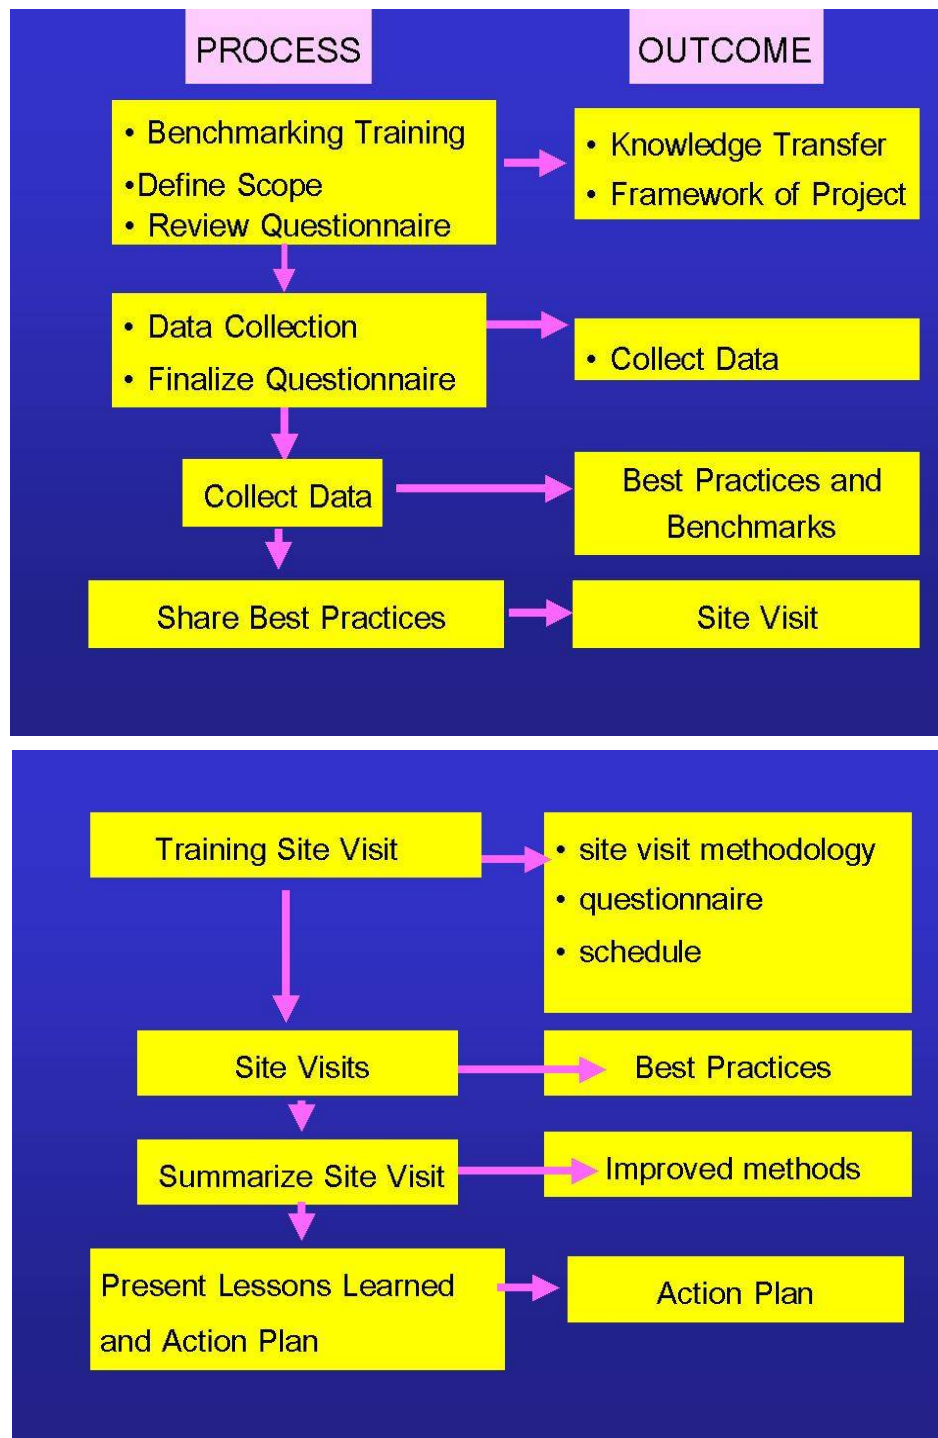 PROCESS
OUTCOME
• Benchmarking Training
•Define Scope
• Review Questionnaire
• Knowledge Transfer
• Framework of Project
• Data Collection
• Finalize Questionnaire
• Collect Data
Collect Data
Best Practices and
Benchmarks
Share Best Practices
Site Visit
Training Site Visit
• site visit methodology
• questionnaire
• schedule
Site Visits
Best Practices
Summarize Site Visit
Improved methods
Present Lessons Learned
and Action Plan
Action Plan